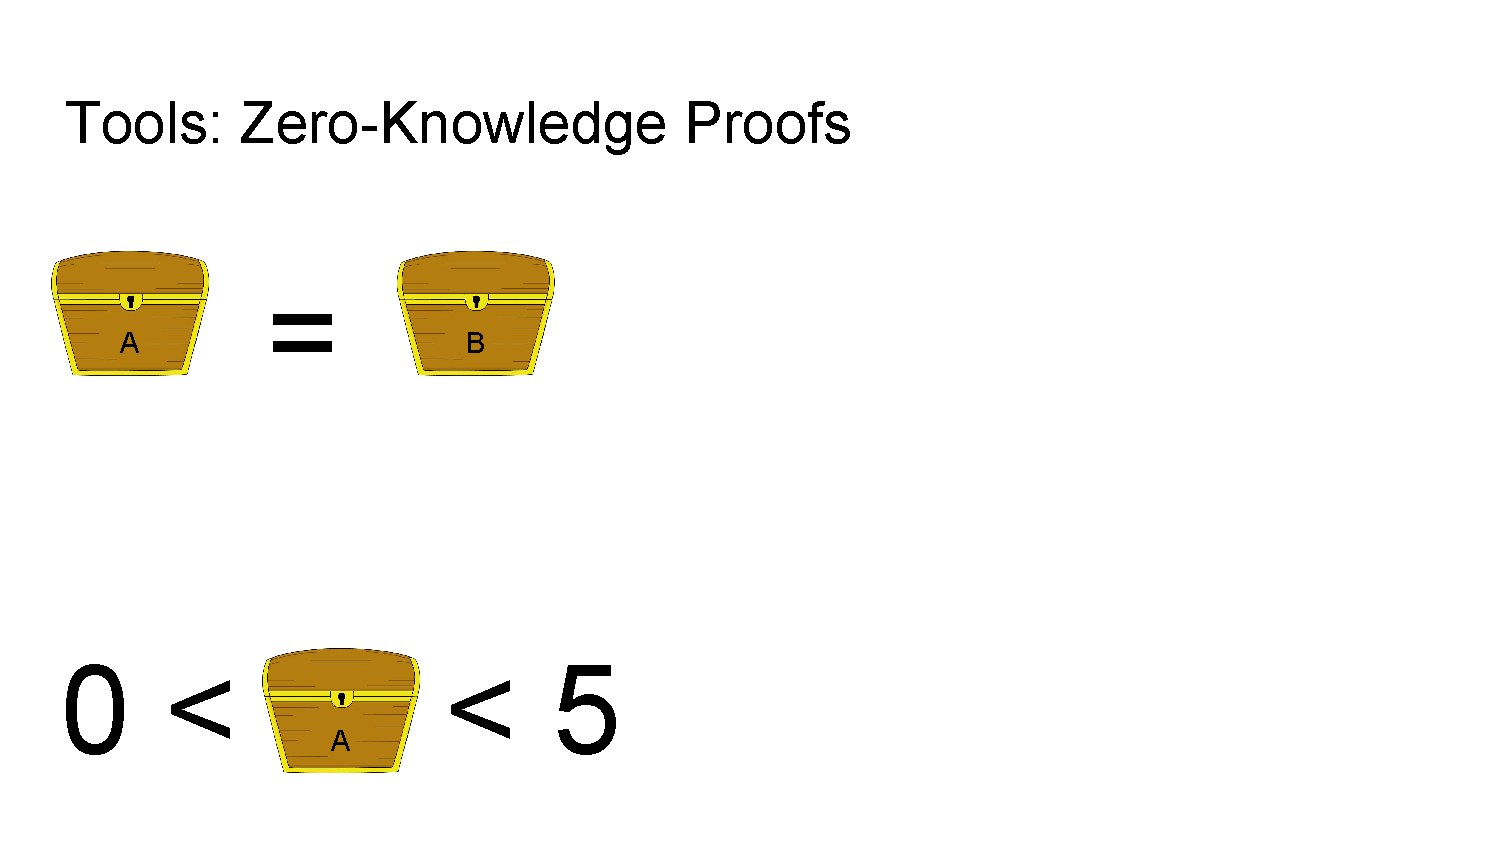 Tools: Zero-Knowledge Proofs
A = B
0 < A < 5